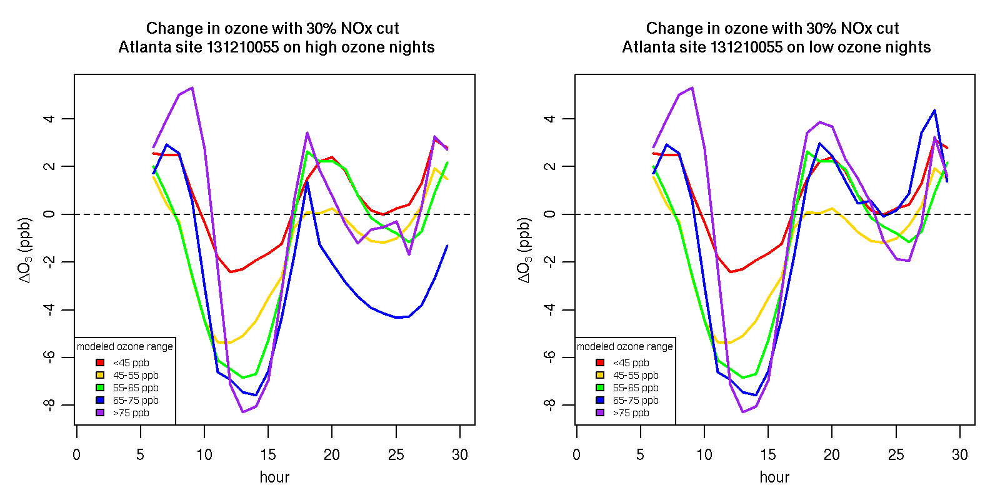 Change in ozone with 30% NOx cut
Atlanta site 131210055 on high ozone nights
ΔO₃ (ppb)
4
2
0
-2
-4
-6
-8
modeled ozone range
<45 ppb
45-55 ppb
55-65 ppb
65-75 ppb
>75 ppb
0 5 10 15 20 25 30
hour
Change in ozone with 30% NOx cut
Atlanta site 131210055 on low ozone nights
ΔO₃ (ppb)
4
2
0
-2
-4
-6
-8
modeled ozone range
<45 ppb
45-55 ppb
55-65 ppb
65-75 ppb
>75 ppb
0 5 10 15 20 25 30
hour